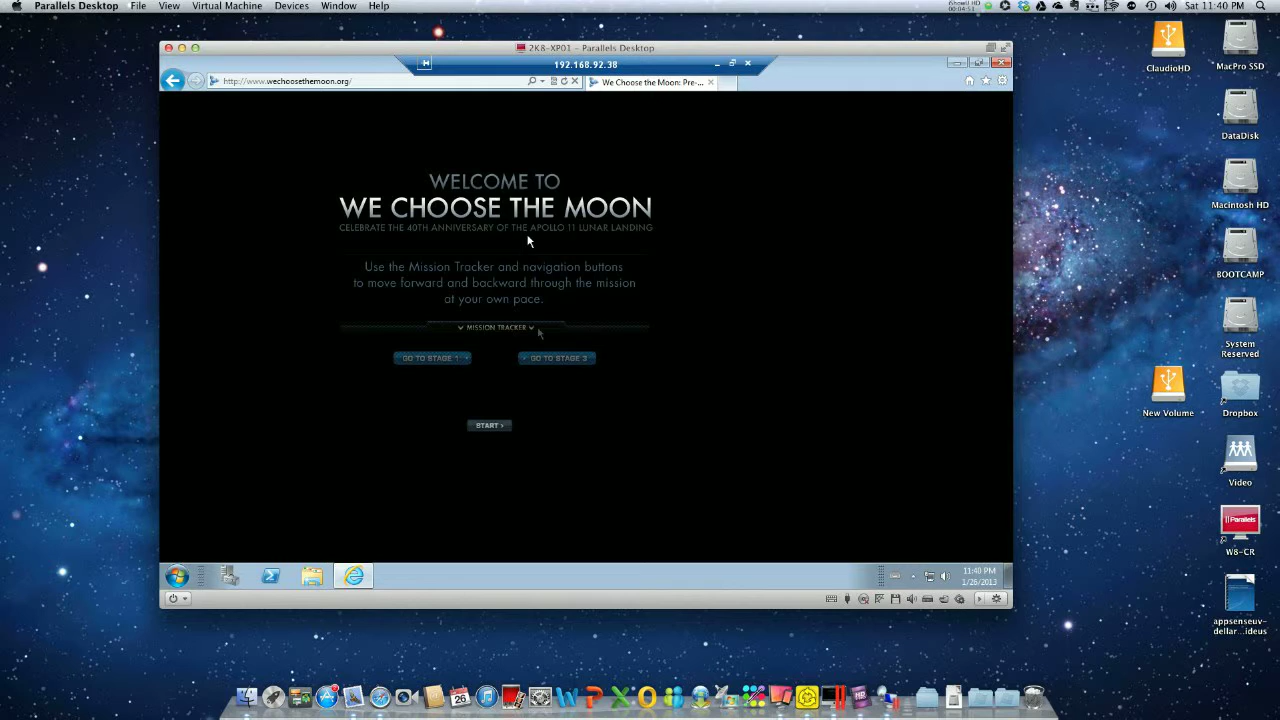 Parallels Desktop File View Virtual Machine Devices Window Help
Sat 11:40 PM
2K8-XP01 – Parallels Desktop
192.168.92.38
http://www.wechoosethemoon.org/
We Choose the Moon: Pre-...
WELCOME TO
WE CHOOSE THE MOON
CELEBRATE THE 40TH ANNIVERSARY OF THE APOLLO 11 LUNAR LANDING
Use the Mission Tracker and navigation buttons
to move forward and backward through the mission
at your own pace.
MISSION TRACKER
GO TO STAGE 1
GO TO STAGE 3
START
11:40 PM
1/26/2013
ClaudioHD
MacPro SSD
DataDisk
Macintosh HD
BOOTCAMP
System
Reserved
New Volume
Dropbox
Video
Parallels
W8-CR
appsenseuv-
dellar...ideus